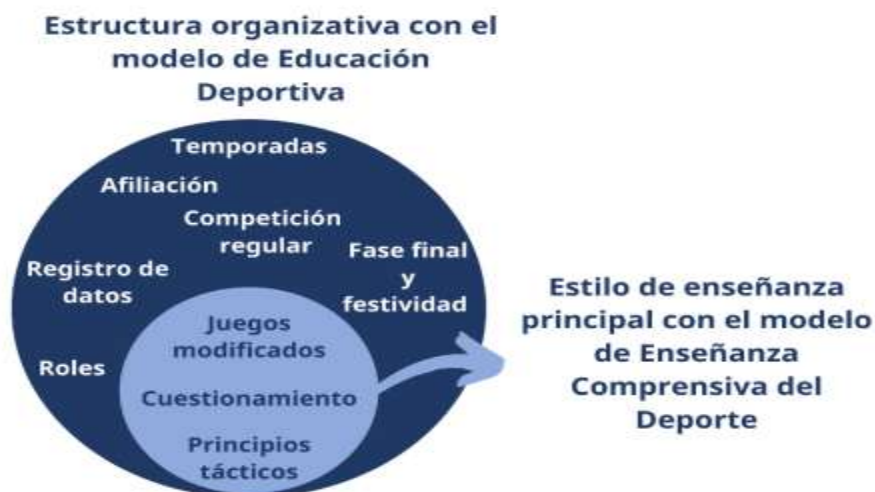 Estructura organizativa con el
modelo de Educación
Deportiva
Temporadas
Afiliación
Competición
regular
Fase final
y
festividad
Registro de
datos
Roles
Juegos
modificados
Cuestionamiento
Principios
tácticos
Estilo de enseñanza
principal con el modelo
de Enseñanza
Comprensiva del
Deporte